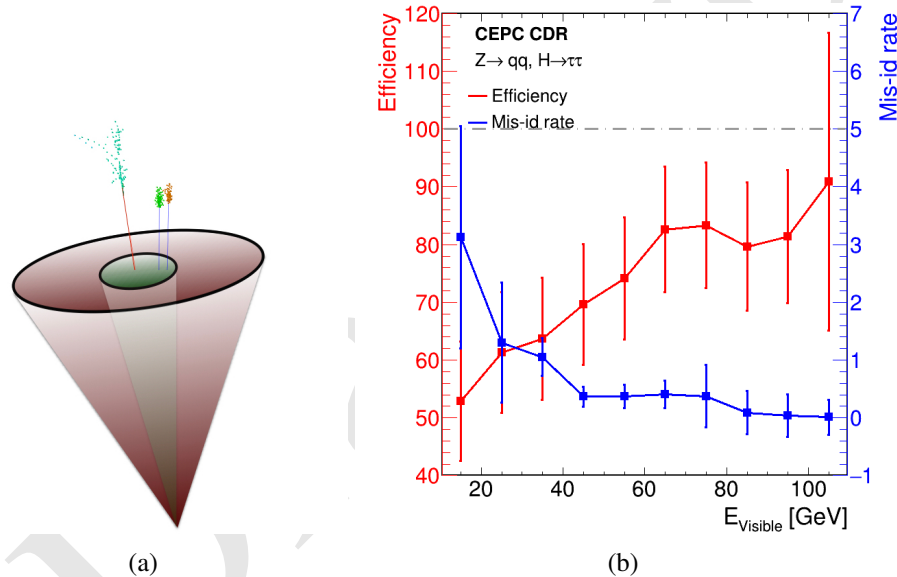 CEPC CDR
Z→ qq, H→ττ
Efficiency
Mis-id rate
Efficiency
120
110
100
90
80
70
60
50
40
Mis-id rate
7
6
5
4
3
2
1
0
−1
20 40 60 80 100
E_Visible [GeV]
(a) (b)